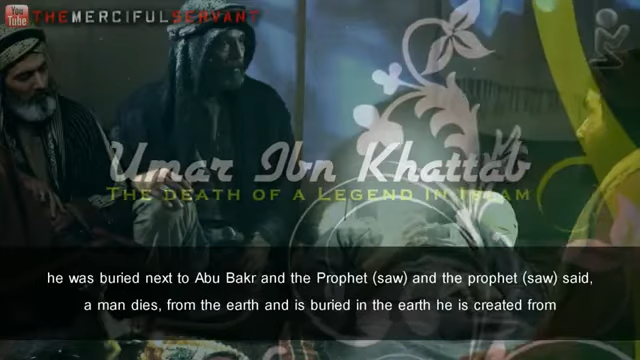 You Tube THEMERCIFULSERVANT
Umar Ibn Khattab
THE DEATH OF A LEGEND IN ISLAM
he was buried next to Abu Bakr and the Prophet (saw) and the prophet (saw) said,
a man dies, from the earth and is buried in the earth he is created from